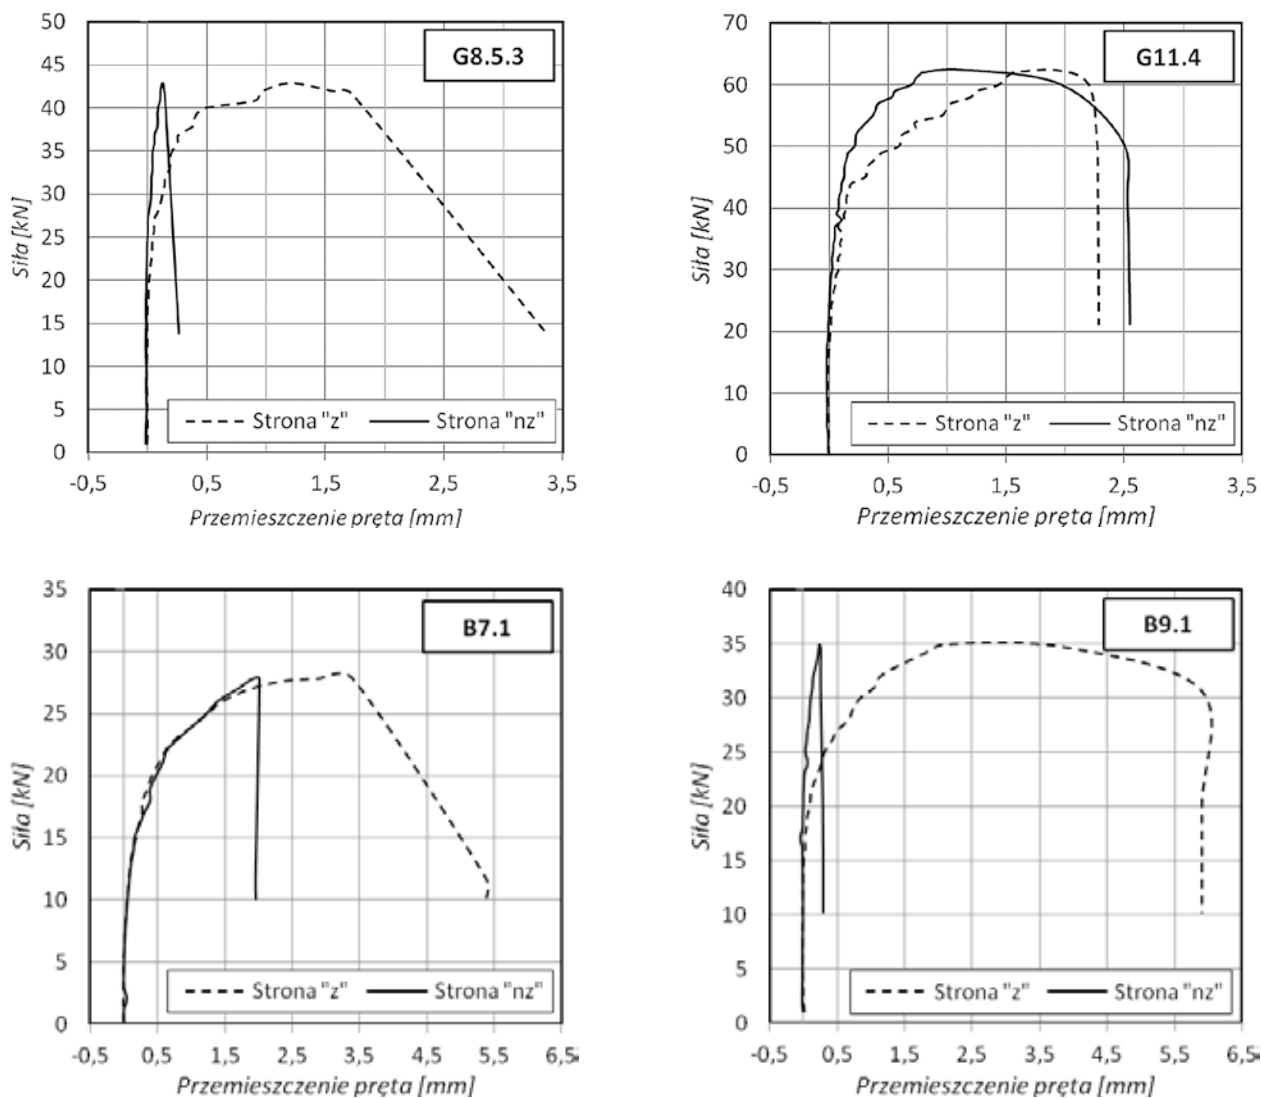 G8.5.3
50
45
40
35
30
25
20
15
10
5
0
Siła [kN]
Strona "z" Strona "nz"
-0,5 0,5 1,5 2,5 3,5
Przemieszczenie pręta [mm]
G11.4
70
60
50
40
30
20
10
0
Siła [kN]
Strona "z" Strona "nz"
-0,5 0,5 1,5 2,5 3,5
Przemieszczenie pręta [mm]
B7.1
35
30
25
20
15
10
5
0
Siła [kN]
Strona "z" Strona "nz"
-0,5 0,5 1,5 2,5 3,5 4,5 5,5 6,5
Przemieszczenie pręta [mm]
B9.1
40
35
30
25
20
15
10
5
0
Siła [kN]
Strona "z" Strona "nz"
-0,5 0,5 1,5 2,5 3,5 4,5 5,5 6,5
Przemieszczenie pręta [mm]